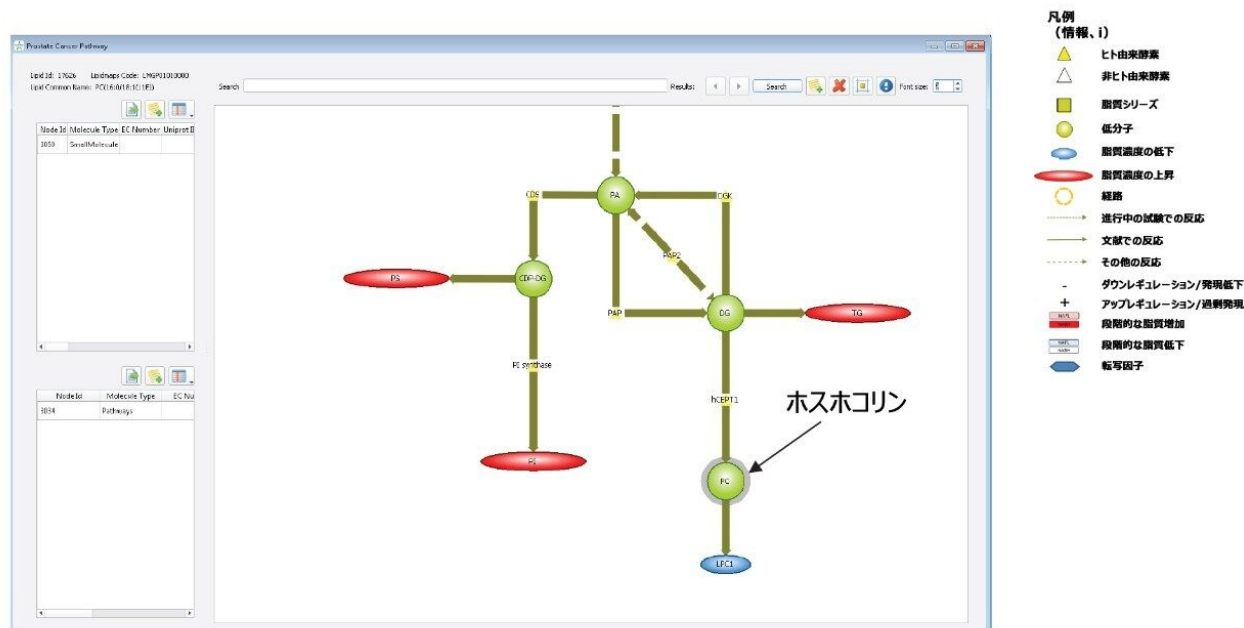 Prostate Cancer Pathway
Lipid Id: 17626 Lipidmaps Code: LMGP01010000
Lipid Common Name: PC(16:0/18:1(11E))
Search
Results:
Search
Font size:
Node Id Molecule Type EC Number Uniprot I
SmallMolecule
Node Id Molecule Type EC Nu
3034 Pathways
PA
CDS
DGK
PAP2
CDP-DG
PS
PAP
DG
TG
PI synthase
hCEPT1
ホスホコリン
PI
PC
LPC1
凡例
(情報、i)
ヒト由来酵素
非ヒト由来酵素
脂質シリーズ
低分子
脂質濃度の低下
脂質濃度の上昇
経路
進行中の試験での反応
文献での反応
その他の反応
- ダウンレギュレーション/発現低下
+ アップレギュレーション/過剰発現
段階的な脂質増加
段階的な脂質低下
転写因子